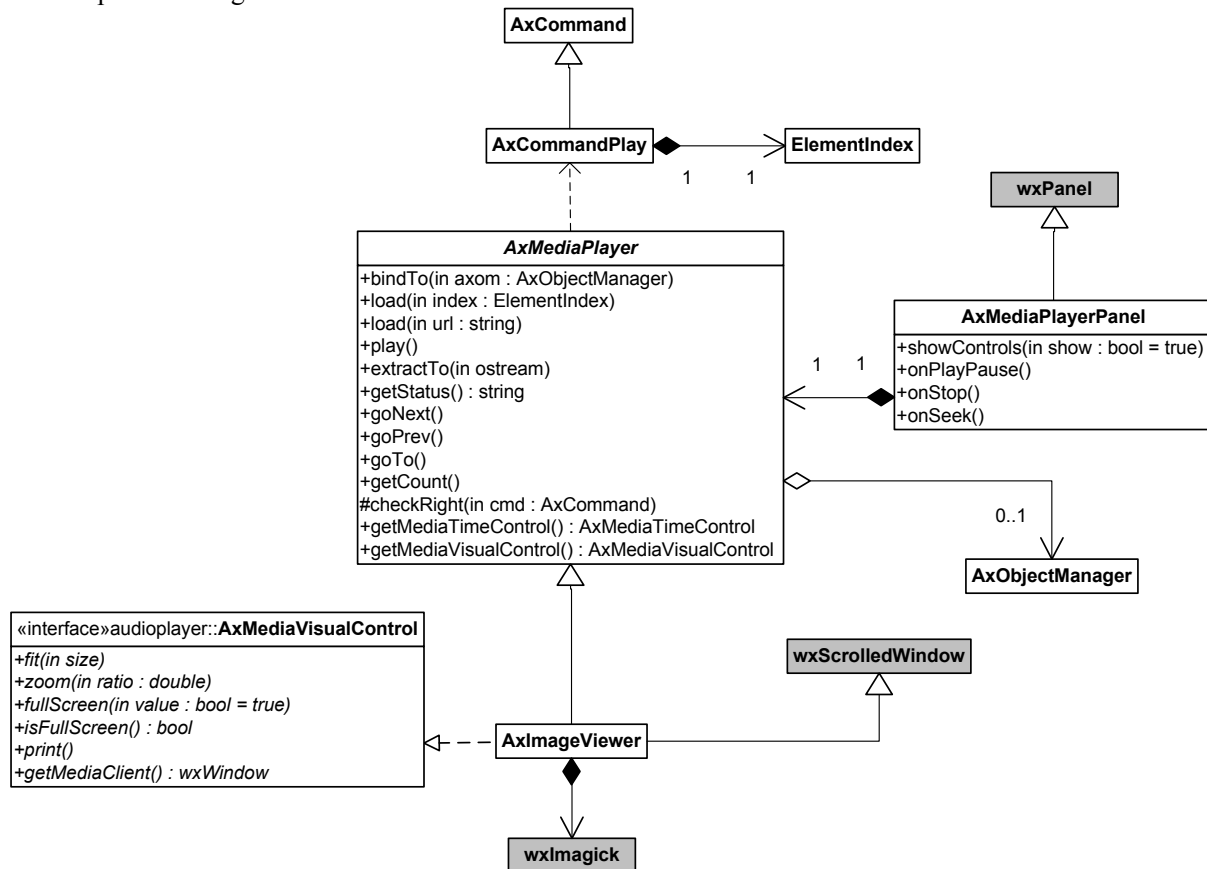 AxCommand
AxCommandPlay
ElementIndex
1
1
wxPanel
AxMediaPlayer
+bindTo(in axom : AxObjectManager)
+load(in index : ElementIndex)
+load(in url : string)
+play()
+extractTo(in ostream)
+getStatus() : string
+goNext()
+goPrev()
+goTo()
+getCount()
#checkRight(in cmd : AxCommand)
+getMediaTimeControl() : AxMediaTimeControl
+getMediaVisualControl() : AxMediaVisualControl
AxMediaPlayerPanel
+showControls(in show : bool = true)
+onPlayPause()
+onStop()
+onSeek()
1
1
0..1
AxObjectManager
«interface»audioplayer::AxMediaVisualControl
+fit(in size)
+zoom(in ratio : double)
+fullScreen(in value : bool = true)
+isFullScreen() : bool
+print()
+getMediaClient() : wxWindow
wxScrolledWindow
AxImageViewer
wxImagick